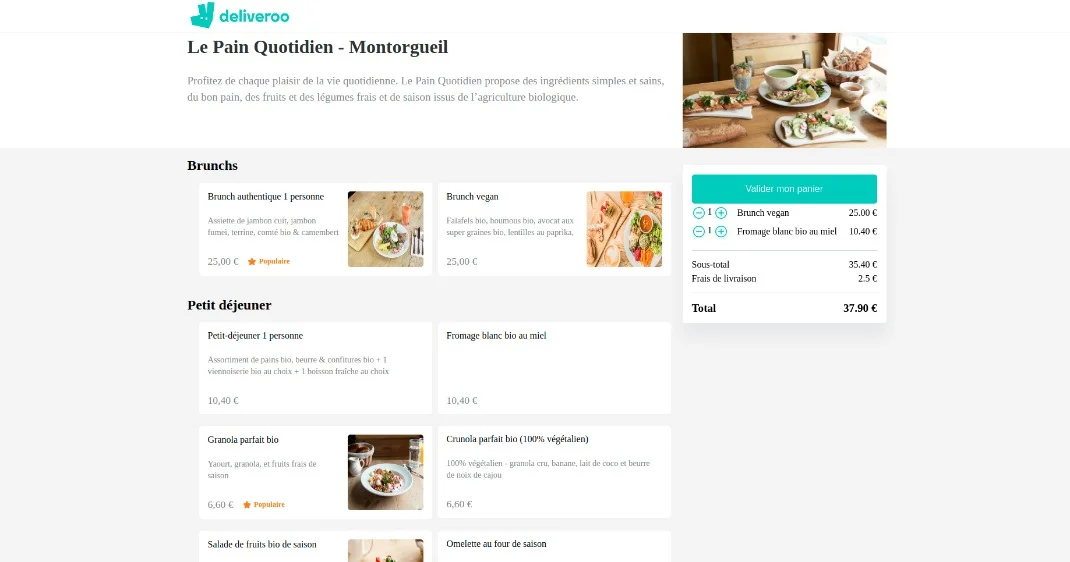 deliveroo
Le Pain Quotidien - Montorgueil
Profitez de chaque plaisir de la vie quotidienne. Le Pain Quotidien propose des ingrédients simples et sains,
du bon pain, des fruits et des légumes frais et de saison issus de l’agriculture biologique.
Brunchs
Brunch authentique 1 personne
Assiette de jambon cuit, jambon
fumé, terrine, comté bio & camembert
25,00 €
Populaire
Brunch vegan
Falafels bio, houmous bio, avocat aux
super graines bio, lentilles au paprika.
25,00 €
Petit déjeuner
Petit-déjeuner 1 personne
Assortiment de pains bio, beurre & confitures bio + 1
viennoiserie bio au choix + 1 boisson fraîche au choix
10,40 €
Fromage blanc bio au miel
10,40 €
Granola parfait bio
Yaourt, granola, et fruits frais de
saison
6,60 €
Populaire
Crunola parfait bio (100% végétalien)
100% végétalien - granola cru, banane, lait de coco et beurre
de noix de cajou
6,60 €
Salade de fruits bio de saison
Omelette au four de saison
Valider mon panier
1 Brunch vegan 25.00 €
1 Fromage blanc bio au miel 10.40 €
Sous-total 35.40 €
Frais de livraison 2.5 €
Total 37.90 €